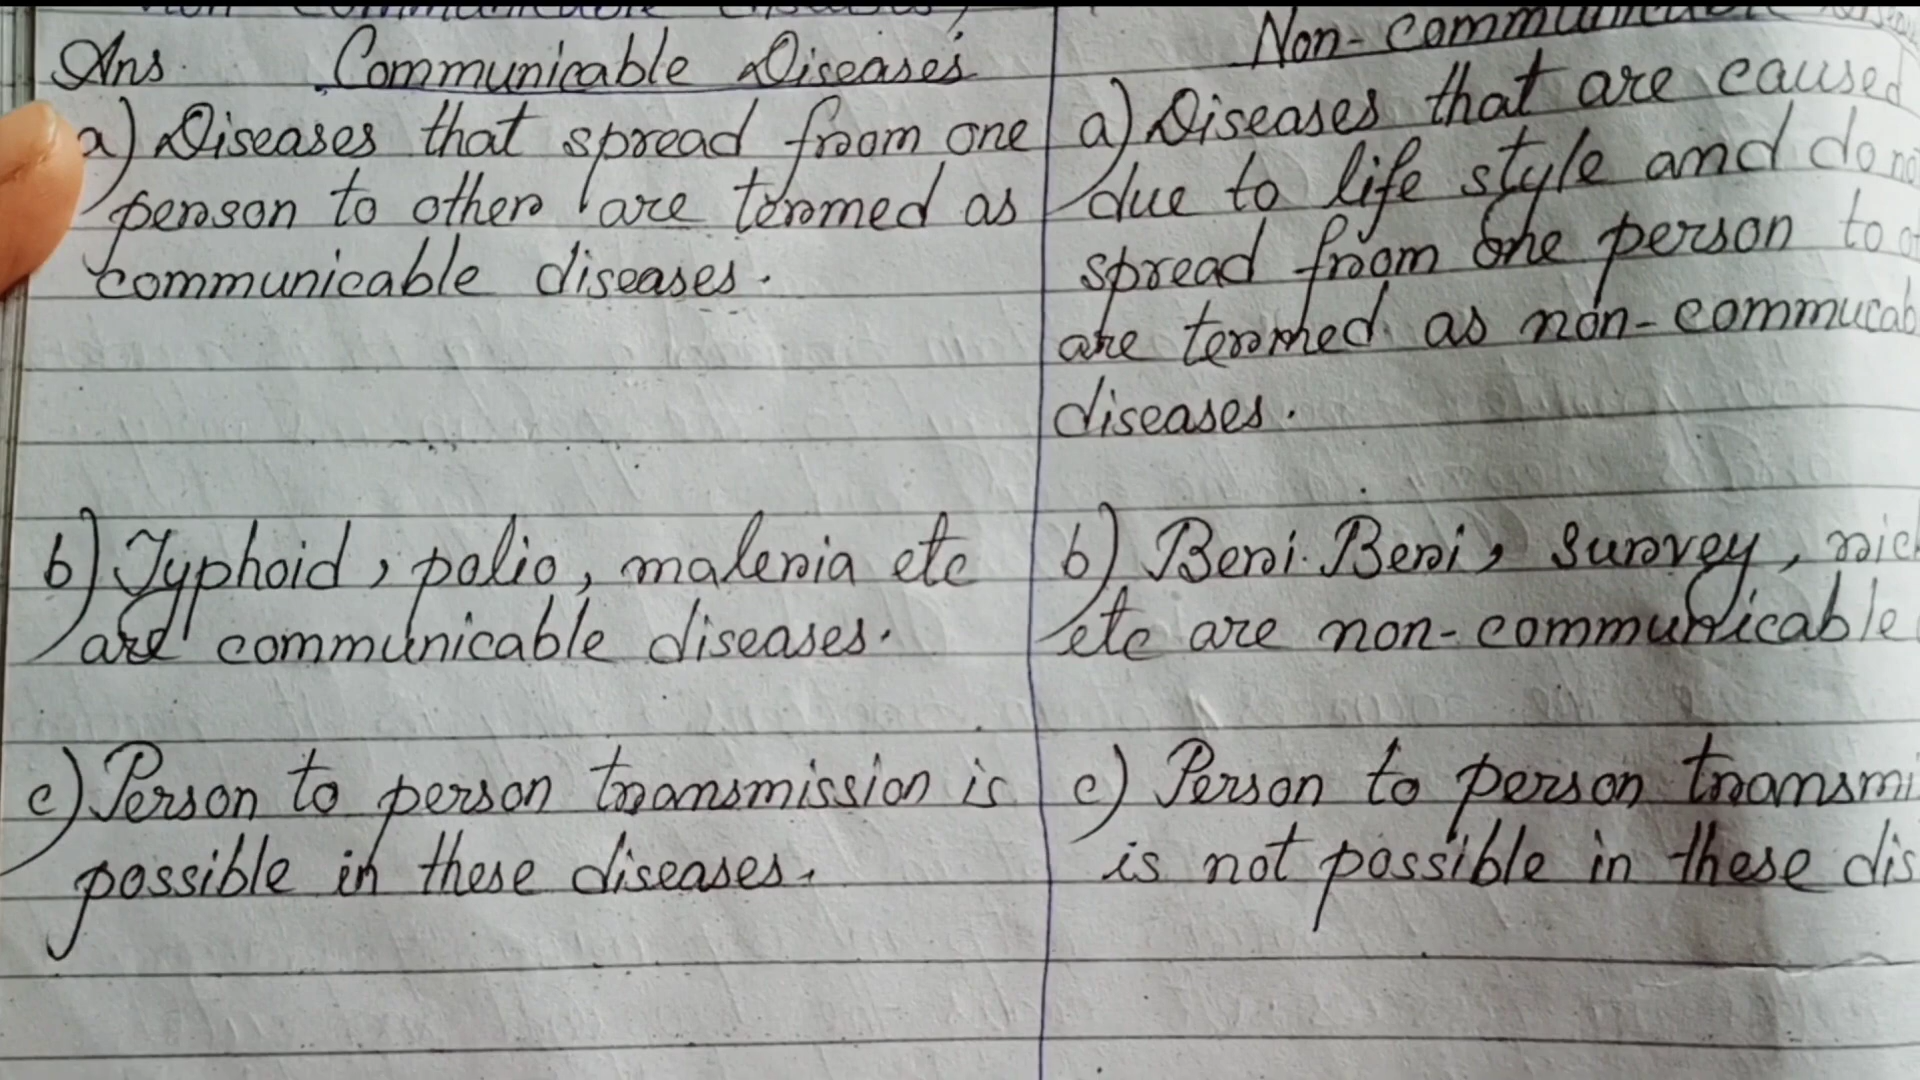 Ans. Communicable Diseases
a) Diseases that spread from one
person to other are termed as
communicable diseases.
b) Typhoid, polio, maleria etc
are communicable diseases.
c) Person to person transmission is
possible in these diseases.
Non-communicable
a) Diseases that are caused
due to life style and do
spread from one person to
are termed as non-commucab
diseases.
b) Beri Beri, survey,
etc are non-communicable
c) Person to person transmi
is not possible in these dis